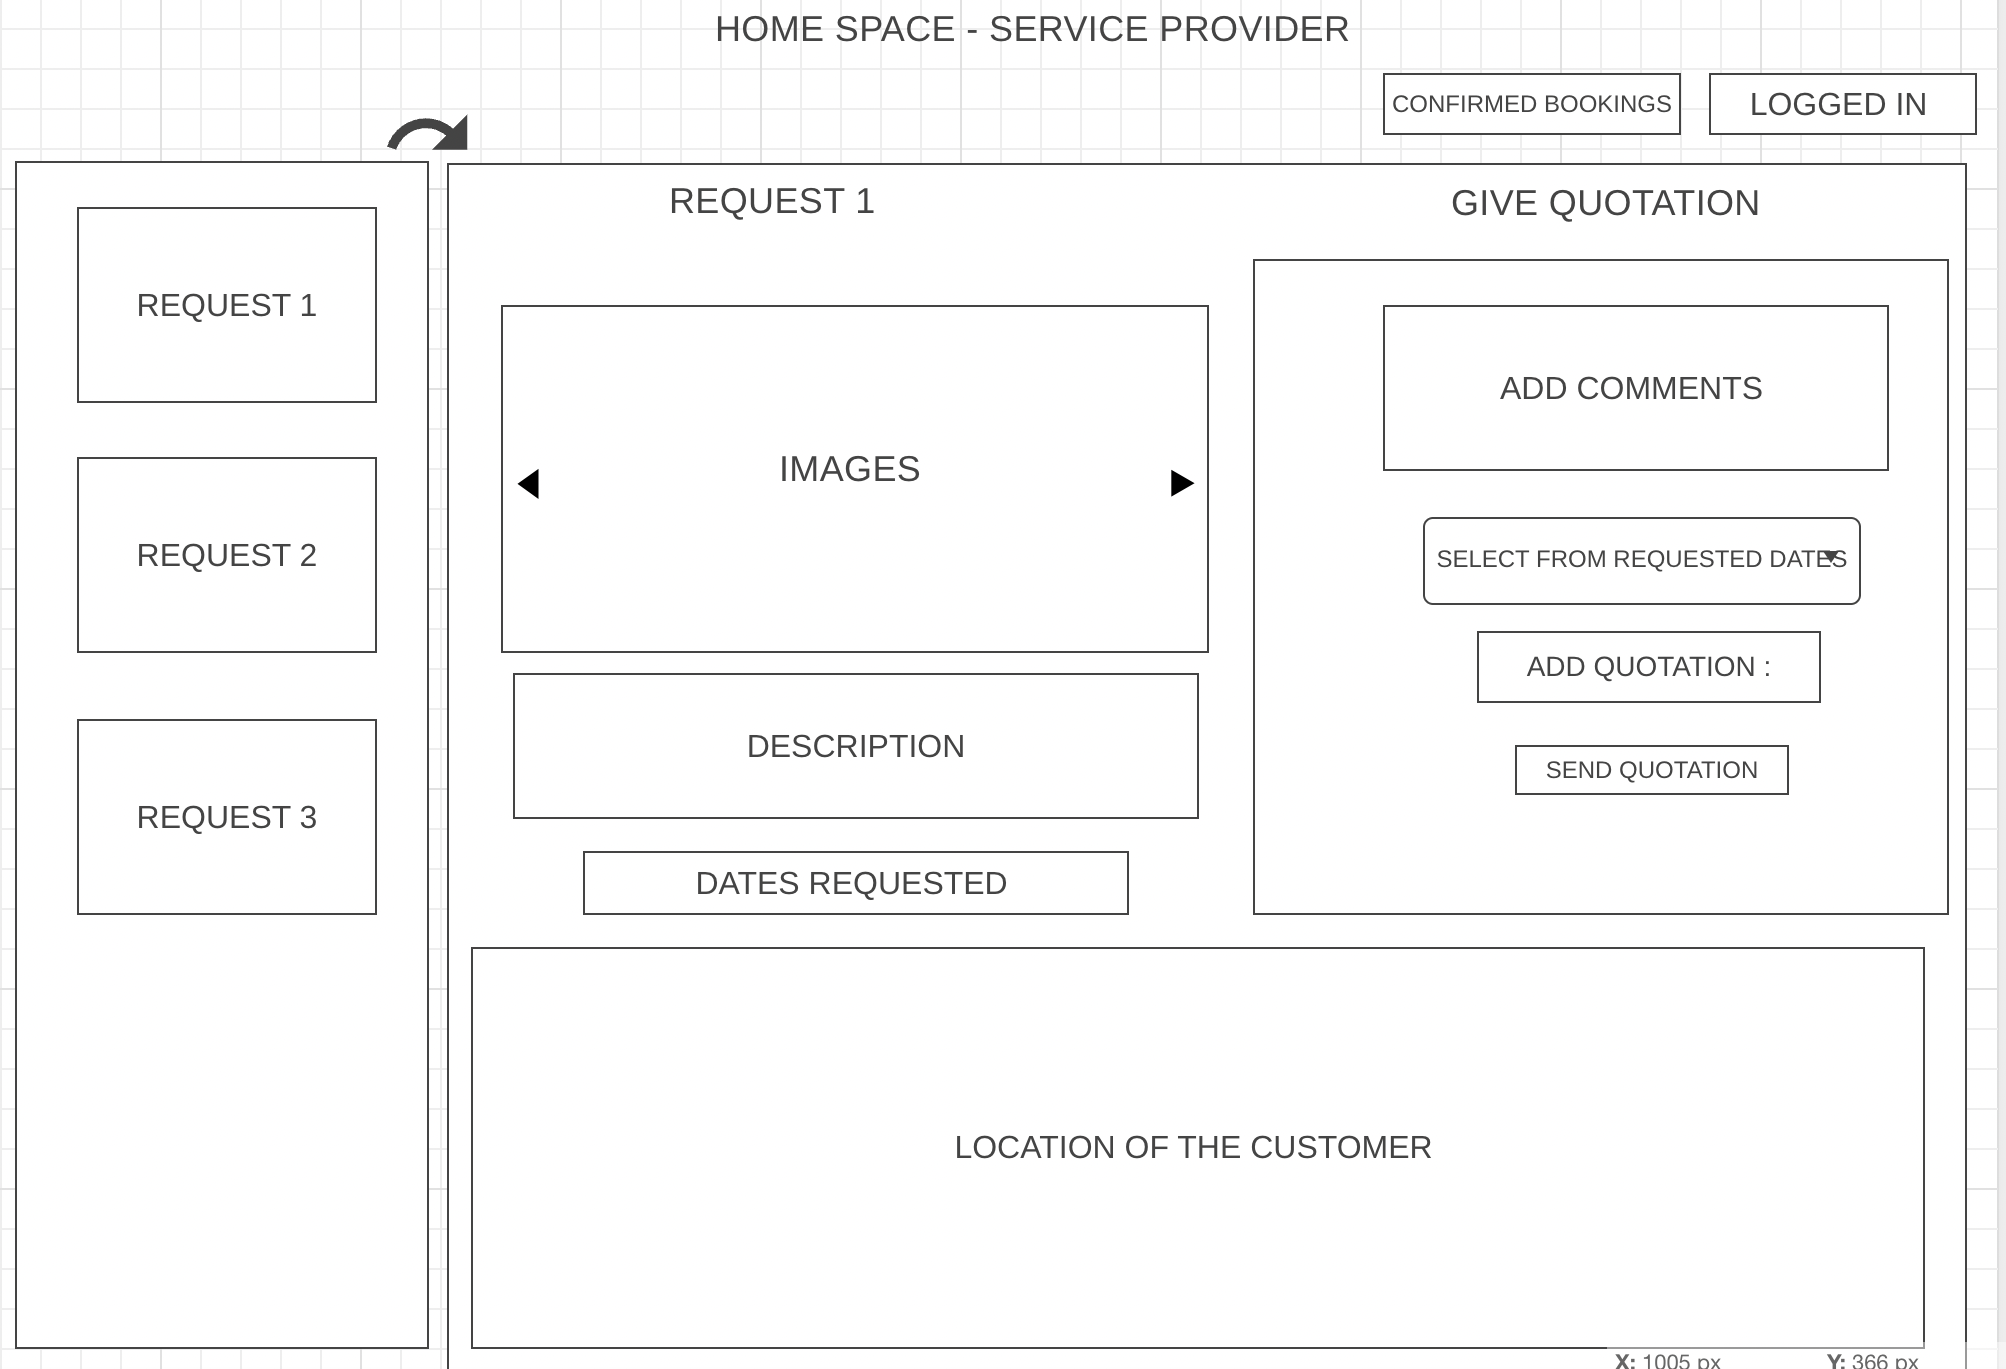 HOME SPACE - SERVICE PROVIDER
CONFIRMED BOOKINGS
LOGGED IN
REQUEST 1
REQUEST 2
REQUEST 3
REQUEST 1
IMAGES
DESCRIPTION
DATES REQUESTED
GIVE QUOTATION
ADD COMMENTS
SELECT FROM REQUESTED DATES
ADD QUOTATION :
SEND QUOTATION
LOCATION OF THE CUSTOMER
X: 1005 px
Y: 366 px